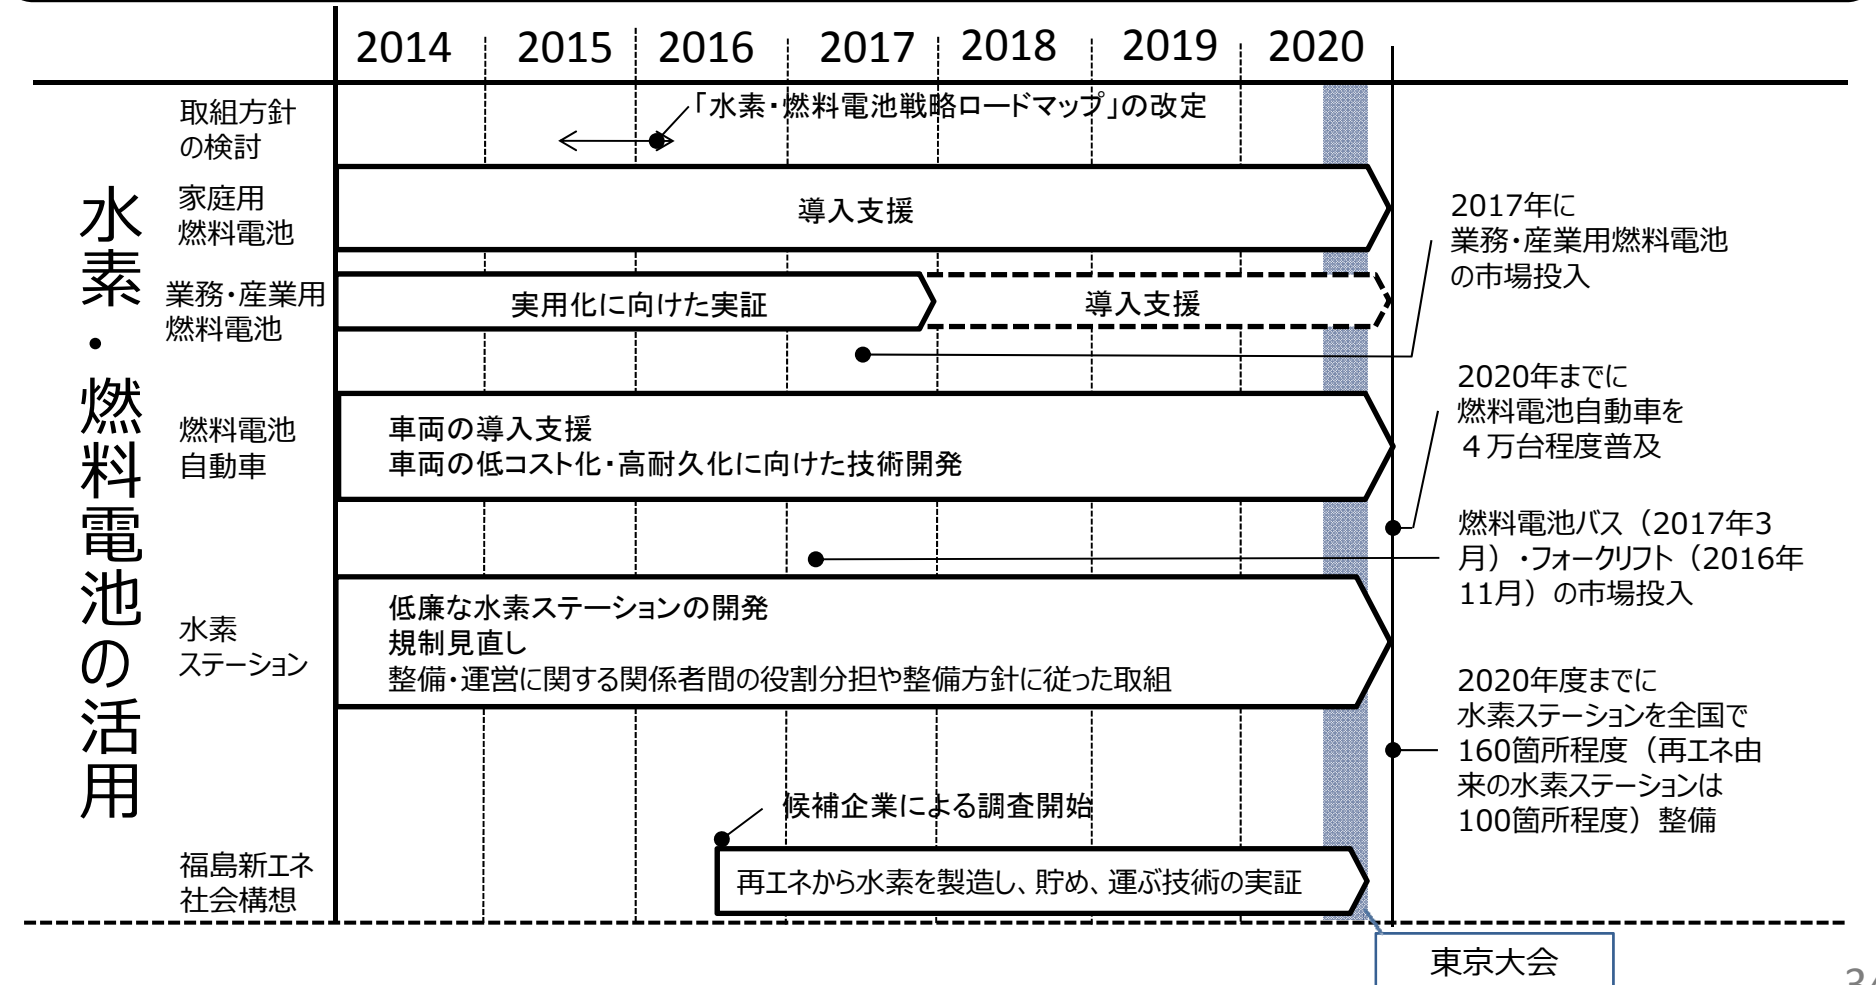 2014 2015 2016 2017 2018 2019 2020
水素・燃料電池の活用
取組方針
の検討
「水素・燃料電池戦略ロードマップ」の改定
家庭用
燃料電池
導入支援
業務・産業用
燃料電池
実用化に向けた実証
導入支援
2017年に
業務・産業用燃料電池
の市場投入
燃料電池
自動車
車両の導入支援
車両の低コスト化・高耐久化に向けた技術開発
2020年までに
燃料電池自動車を
４万台程度普及
燃料電池バス（2017年3
月）・フォークリフト（2016年
11月）の市場投入
水素
ステーション
低廉な水素ステーションの開発
規制見直し
整備・運営に関する関係者間の役割分担や整備方針に従った取組
2020年度までに
水素ステーションを全国で
160箇所程度（再エネ由
来の水素ステーションは
100箇所程度）整備
福島新エネ
社会構想
候補企業による調査開始
再エネから水素を製造し、貯め、運ぶ技術の実証
東京大会